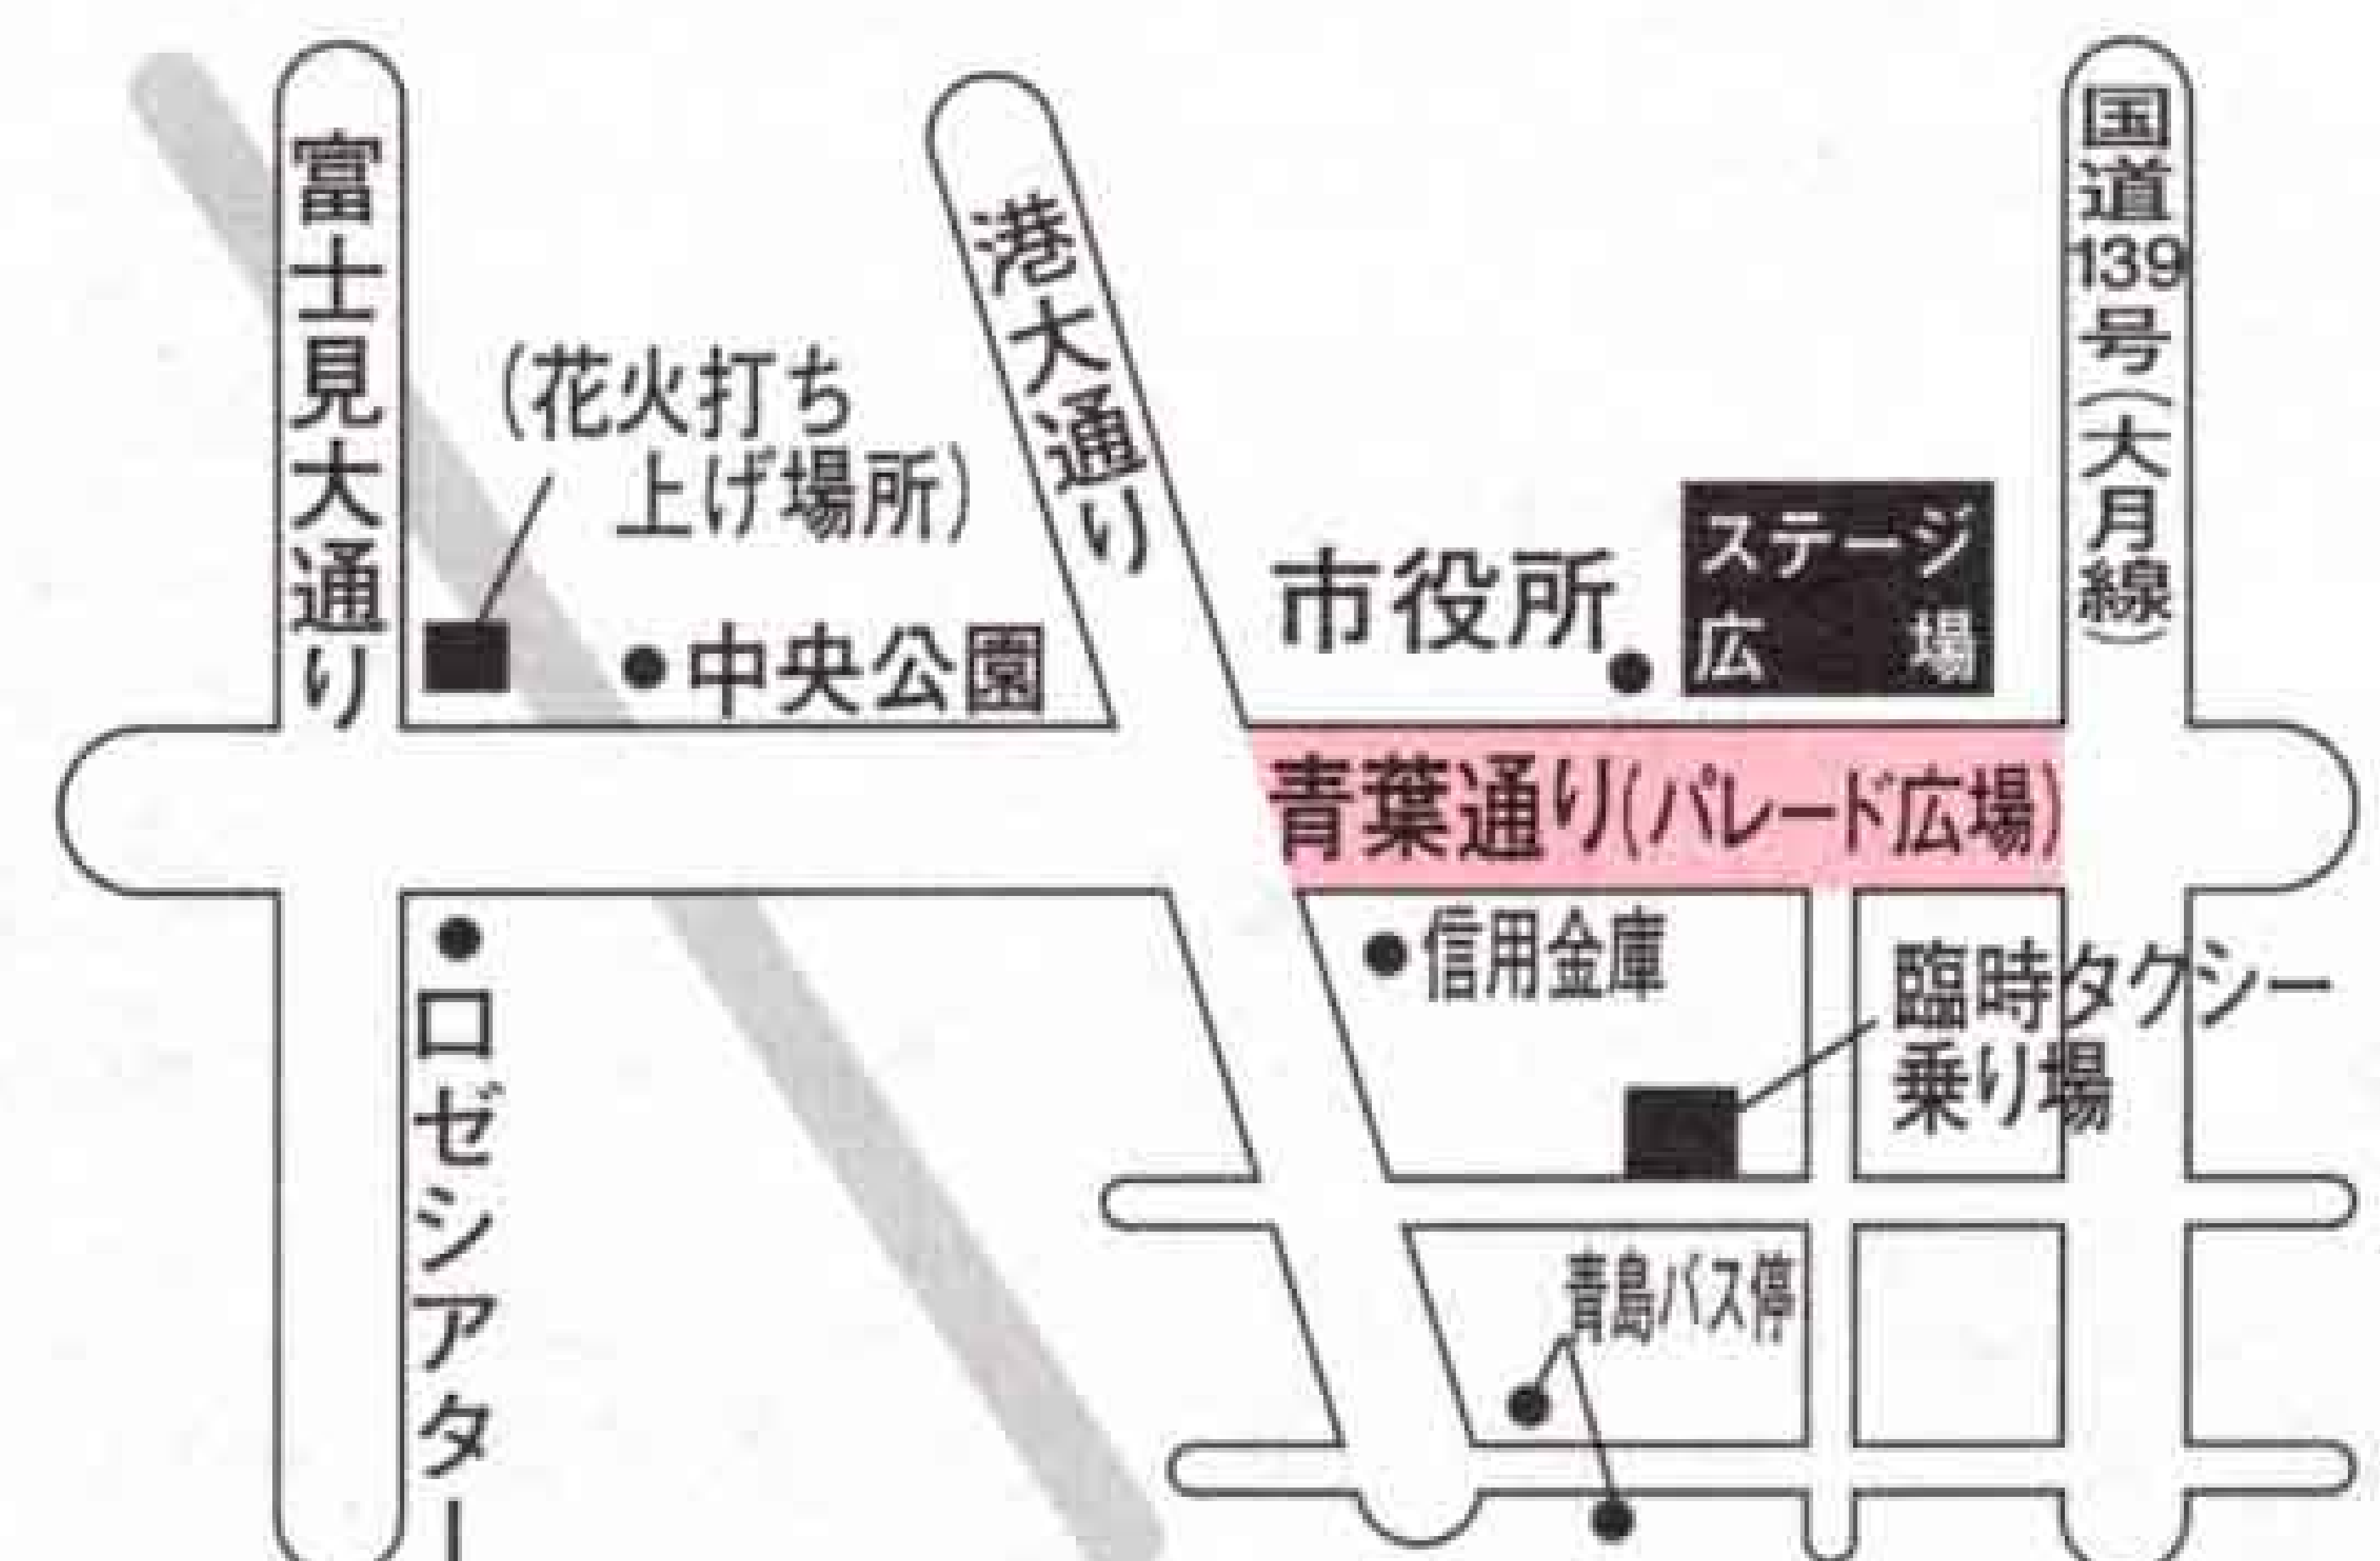 富士見大通り
港大通り
国道139号(大月線)
(花火打ち
上げ場所)
中央公園
市役所
ステージ
広場
青葉通り(パレード広場)
ロゼシアター
信用金庫
臨時タクシー
乗り場
青島バス停